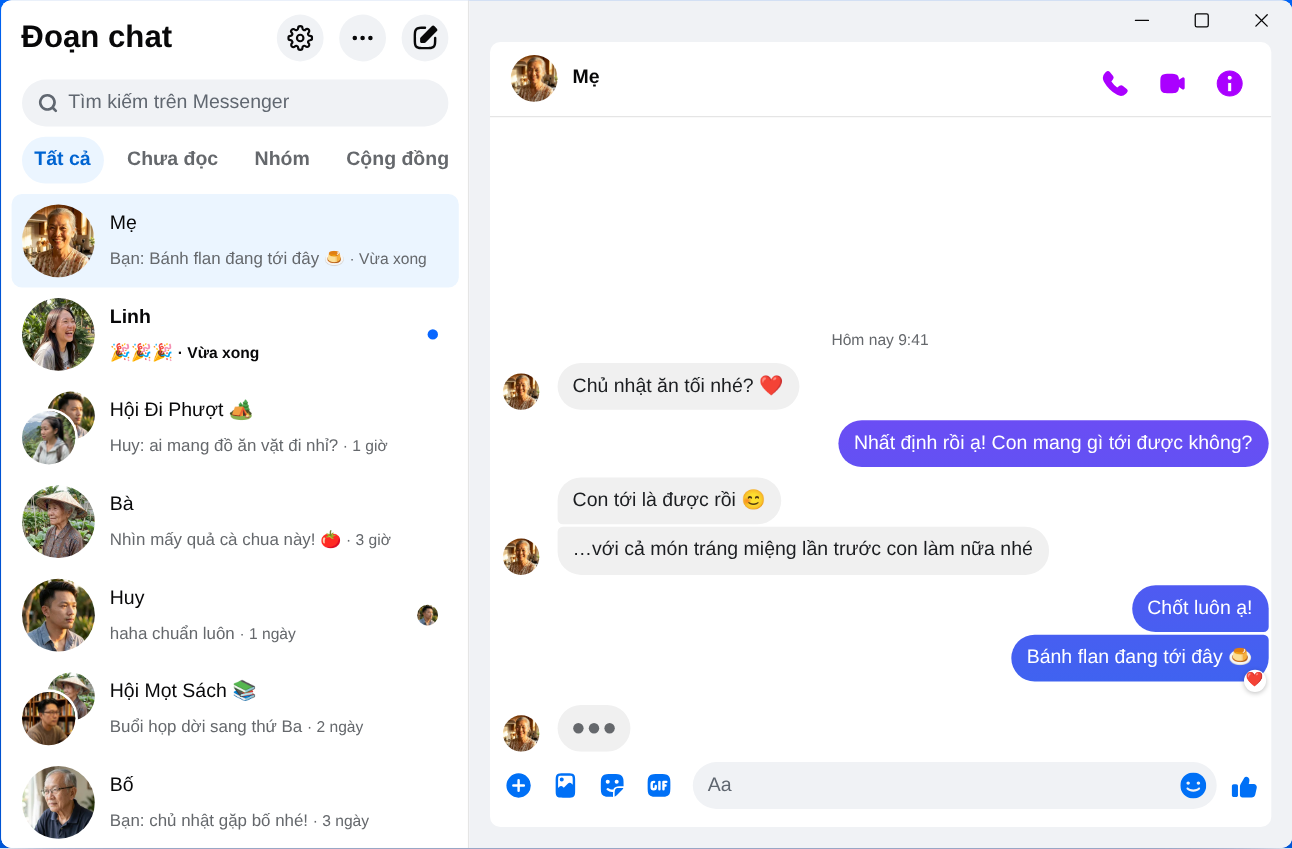 Đoạn chat
Tìm kiếm trên Messenger
Tất cả Chưa đọc Nhóm Cộng đồng
Mẹ
Bạn: Bánh flan đang tới đây 🍮 · Vừa xong
Linh
🎉🎉🎉 · Vừa xong
Hội Đi Phượt 🏕️
Huy: ai mang đồ ăn vặt đi nhỉ? · 1 giờ
Bà
Nhìn mấy quả cà chua này! 🍅 · 3 giờ
Huy
haha chuẩn luôn · 1 ngày
Hội Mọt Sách 📚
Buổi họp dời sang thứ Ba · 2 ngày
Bố
Bạn: chủ nhật gặp bố nhé! · 3 ngày
Mẹ
Hôm nay 9:41
Chủ nhật ăn tối nhé? ❤️
Nhất định rồi ạ! Con mang gì tới được không?
Con tới là được rồi 😊
…với cả món tráng miệng lần trước con làm nữa nhé
Chốt luôn ạ!
Bánh flan đang tới đây 🍮
❤️
GIF
Aa